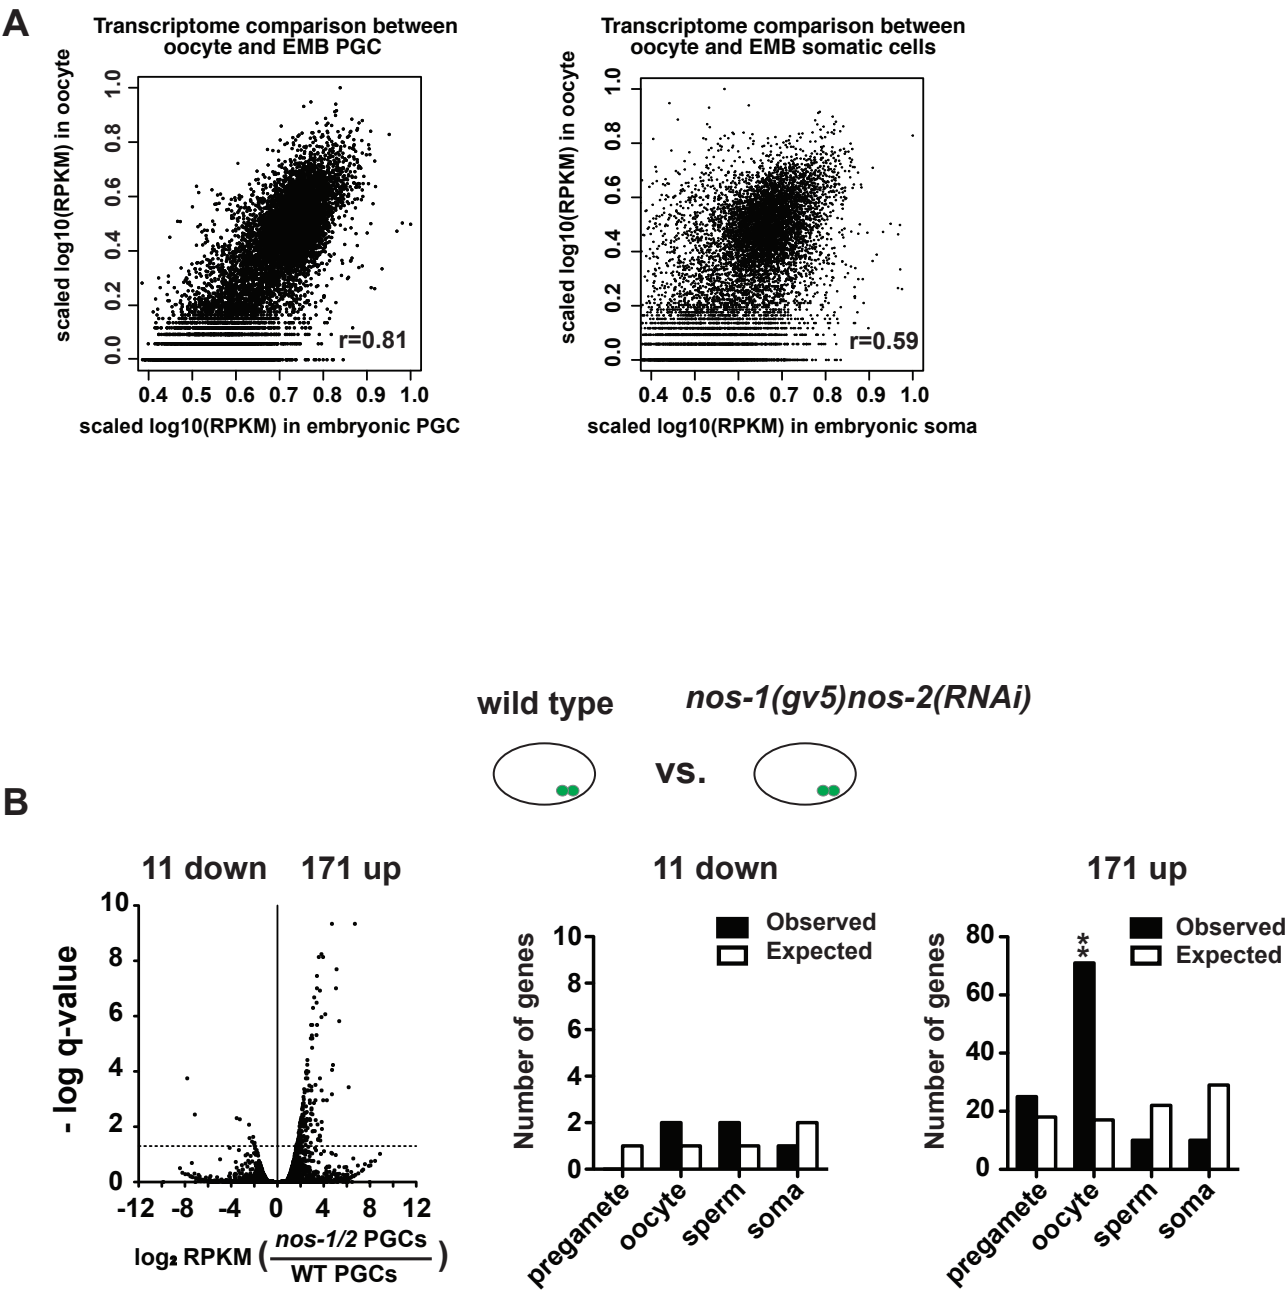 A
Transcriptome comparison between
oocyte and EMB PGC
scaled log10(RPKM) in oocyte
1.0
0.8
0.6
0.4
0.2
0.0
r=0.81
0.4 0.5 0.6 0.7 0.8 0.9 1.0
scaled log10(RPKM) in embryonic PGC
Transcriptome comparison between
oocyte and EMB somatic cells
scaled log10(RPKM) in oocyte
1.0
0.8
0.6
0.4
0.2
0.0
r=0.59
0.4 0.5 0.6 0.7 0.8 0.9 1.0
scaled log10(RPKM) in embryonic soma
wild type
vs.
nos-1(gv5)nos-2(RNAi)
B
11 down 171 up
- log q-value
10
8
6
4
2
0
-12 -8 -4 0 4 8 12
log₂ RPKM ( nos-1/2 PGCs
WT PGCs )
11 down
Number of genes
10
8
6
4
2
0
Observed
Expected
pregamete
oocyte
sperm
soma
171 up
Number of genes
80
60
40
20
0
**
Observed
Expected
pregamete
oocyte
sperm
soma